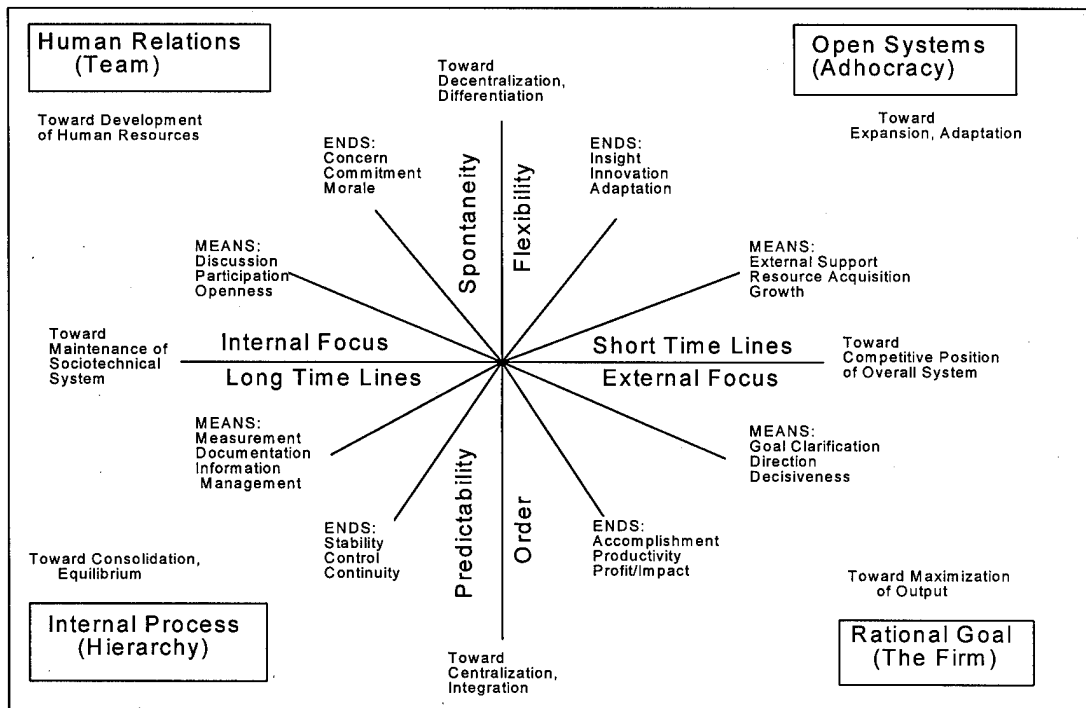 Human Relations
(Team)
Toward
Decentralization,
Differentiation
Open Systems
(Adhocracy)
Toward Development
of Human Resources
Toward
Expansion, Adaptation
ENDS:
Concern
Commitment
Morale
ENDS:
Insight
Innovation
Adaptation
Spontaneity
Flexibility
MEANS:
Discussion
Participation
Openness
MEANS:
External Support
Resource Acquisition
Growth
Toward
Maintenance of
Sociotechnical
System
Internal Focus
Long Time Lines
Short Time Lines
External Focus
Toward
Competitive Position
of Overall System
MEANS:
Measurement
Documentation
Information
Management
MEANS:
Goal Clarification
Direction
Decisiveness
Predictability
Order
ENDS:
Stability
Control
Continuity
ENDS:
Accomplishment
Productivity
Profit/Impact
Toward Consolidation,
Equilibrium
Toward Maximization
of Output
Internal Process
(Hierarchy)
Toward
Centralization,
Integration
Rational Goal
(The Firm)